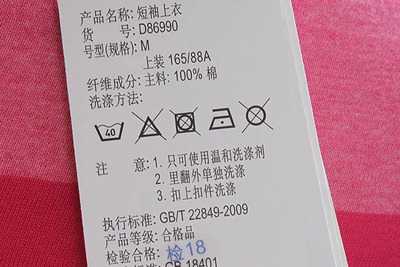 产品名称: 短袖上衣
货 号: D86990
号型(规格): M
上装 165/88A
纤维成分: 主料: 100% 棉
洗涤方法:
40
注 意: 1. 只可使用温和洗涤剂
2. 里翻外单独洗涤
3. 扣上扣件洗涤
执行标准: GB/T 22849-2009
产品等级: 合格品
检验合格: 检18
GB 18401